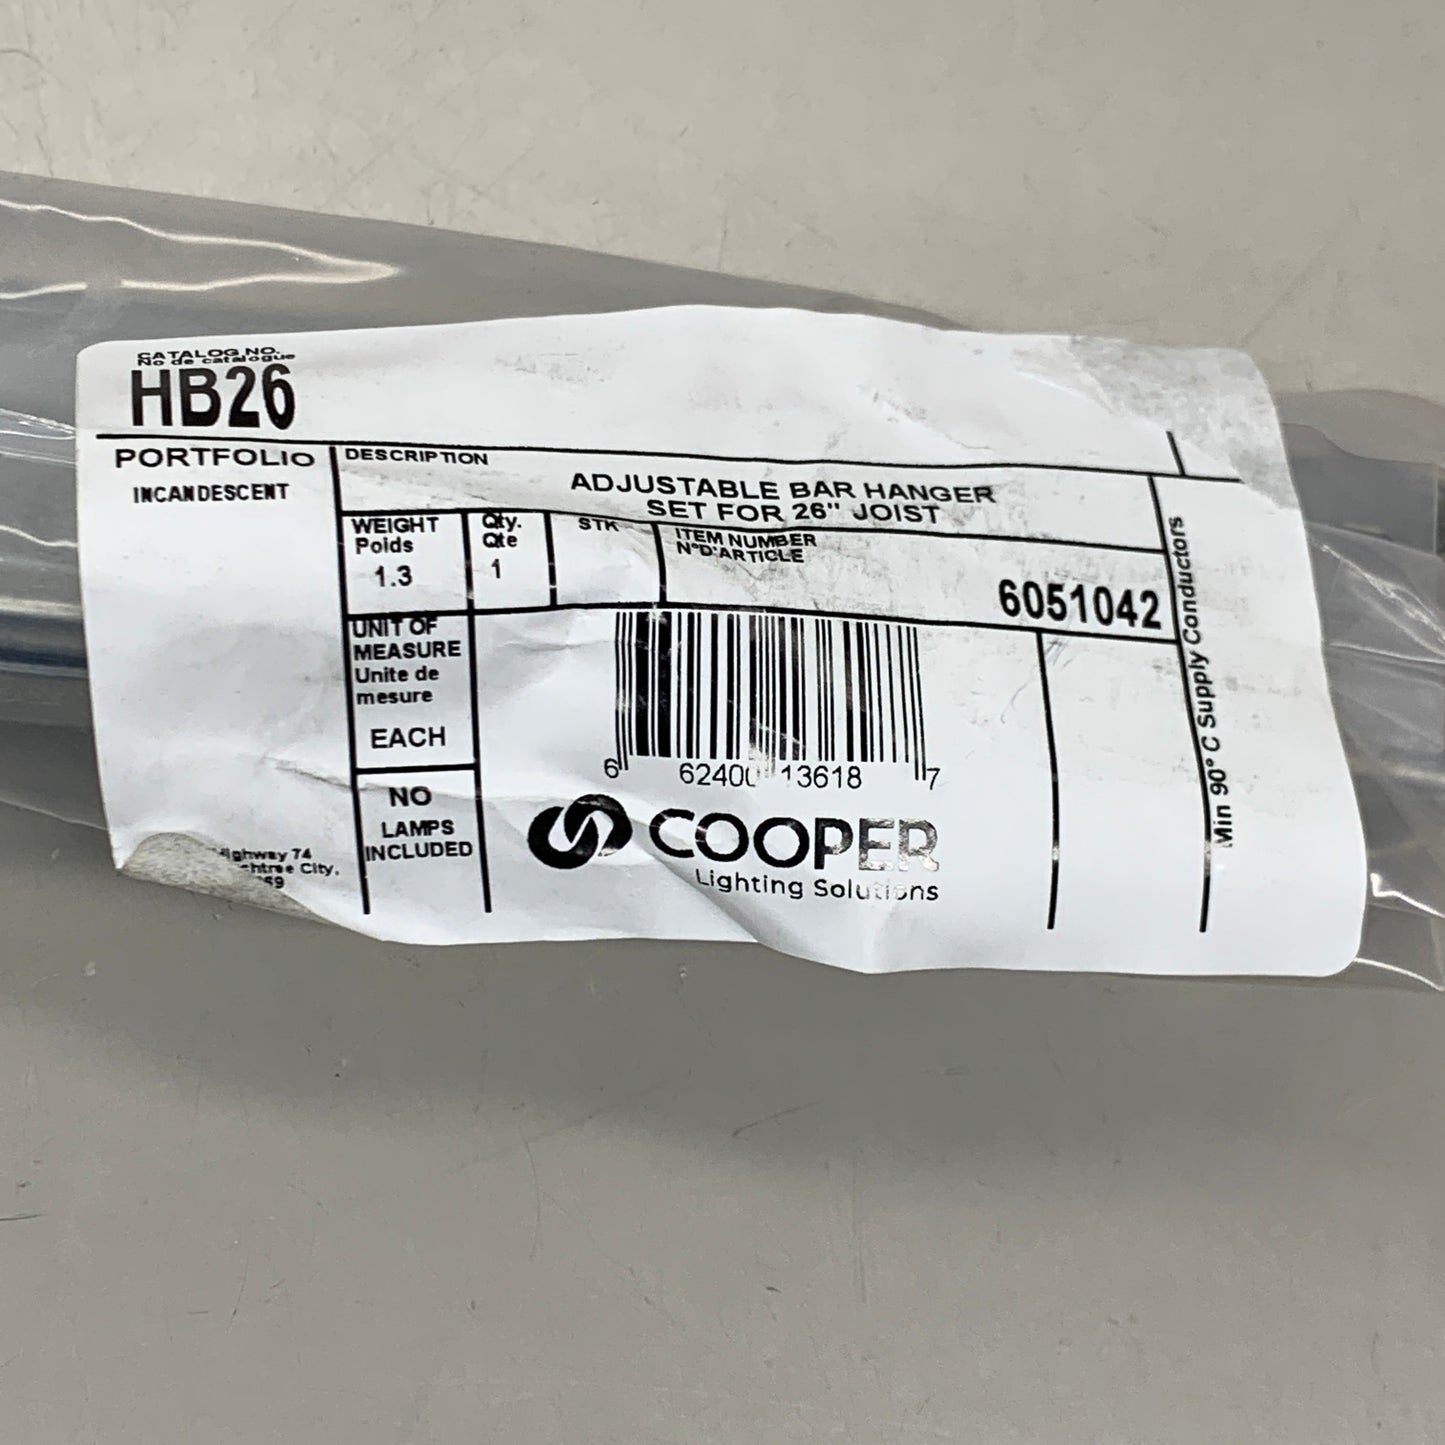 CATALOG NO.
No de catalogue
HB26
PORTFOLIO
INCANDESCENT
DESCRIPTION
ADJUSTABLE BAR HANGER
SET FOR 26" JOIST
WEIGHT
Poids
1.3
Qty.
Qte
1
STK
ITEM NUMBER
N°D'ARTICLE
6051042
UNIT OF
MEASURE
Unite de
mesure
EACH
NO
LAMPS
INCLUDED
6 62400 13618 7
COOPER
Lighting Solutions
Min 90° C Supply Conductors
74
City,